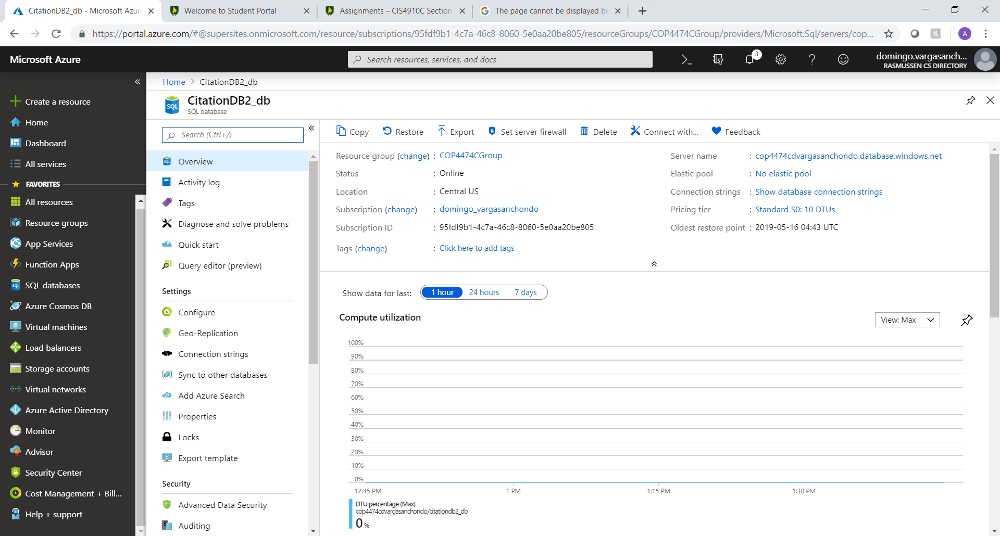 CitationDB2_db - Microsoft Azure
Welcome to Student Portal
Assignments – CIS4910C Section
The page cannot be displayed be
https://portal.azure.com/#@supersites.onmicrosoft.com/resource/subscriptions/95fdf9b1-4c7a-46c8-8060-5e0aa20be805/resourceGroups/COP4474CGroup/providers/Microsoft.Sql/servers/cop...
A
Microsoft Azure
Search resources, services, and docs
3
domingo.vargasanch...
RASMUSSEN CS DIRECTORY
Create a resource
Home
Dashboard
All services
FAVORITES
All resources
Resource groups
App Services
Function Apps
SQL databases
Azure Cosmos DB
Virtual machines
Load balancers
Storage accounts
Virtual networks
Azure Active Directory
Monitor
Advisor
Security Center
Cost Management + Bill...
Help + support
Home > CitationDB2_db
SQL
CitationDB2_db
SQL database
Search (Ctrl+/)
Overview
Activity log
Tags
Diagnose and solve problems
Quick start
Query editor (preview)
Settings
Configure
Geo-Replication
Connection strings
Sync to other databases
Add Azure Search
Properties
Locks
Export template
Security
Advanced Data Security
Auditing
Copy Restore Export Set server firewall Delete Connect with... Feedback
Resource group (change) : COP4474CGroup
Status : Online
Location : Central US
Subscription (change) : domingo_vargasanchondo
Subscription ID : 95fdf9b1-4c7a-46c8-8060-5e0aa20be805
Tags (change) : Click here to add tags
Server name : cop4474cdvargasanchondo.database.windows.net
Elastic pool : No elastic pool
Connection strings : Show database connection strings
Pricing tier : Standard S0: 10 DTUs
Oldest restore point : 2019-05-16 04:43 UTC
Show data for last: 1 hour 24 hours 7 days
Compute utilization
View: Max
100%
90%
80%
70%
60%
50%
40%
30%
20%
10%
0%
12:45 PM 1 PM 1:15 PM 1:30 PM
DTU percentage (Max)
cop4474cdvargasanchondo/citationdb2_db
0 %